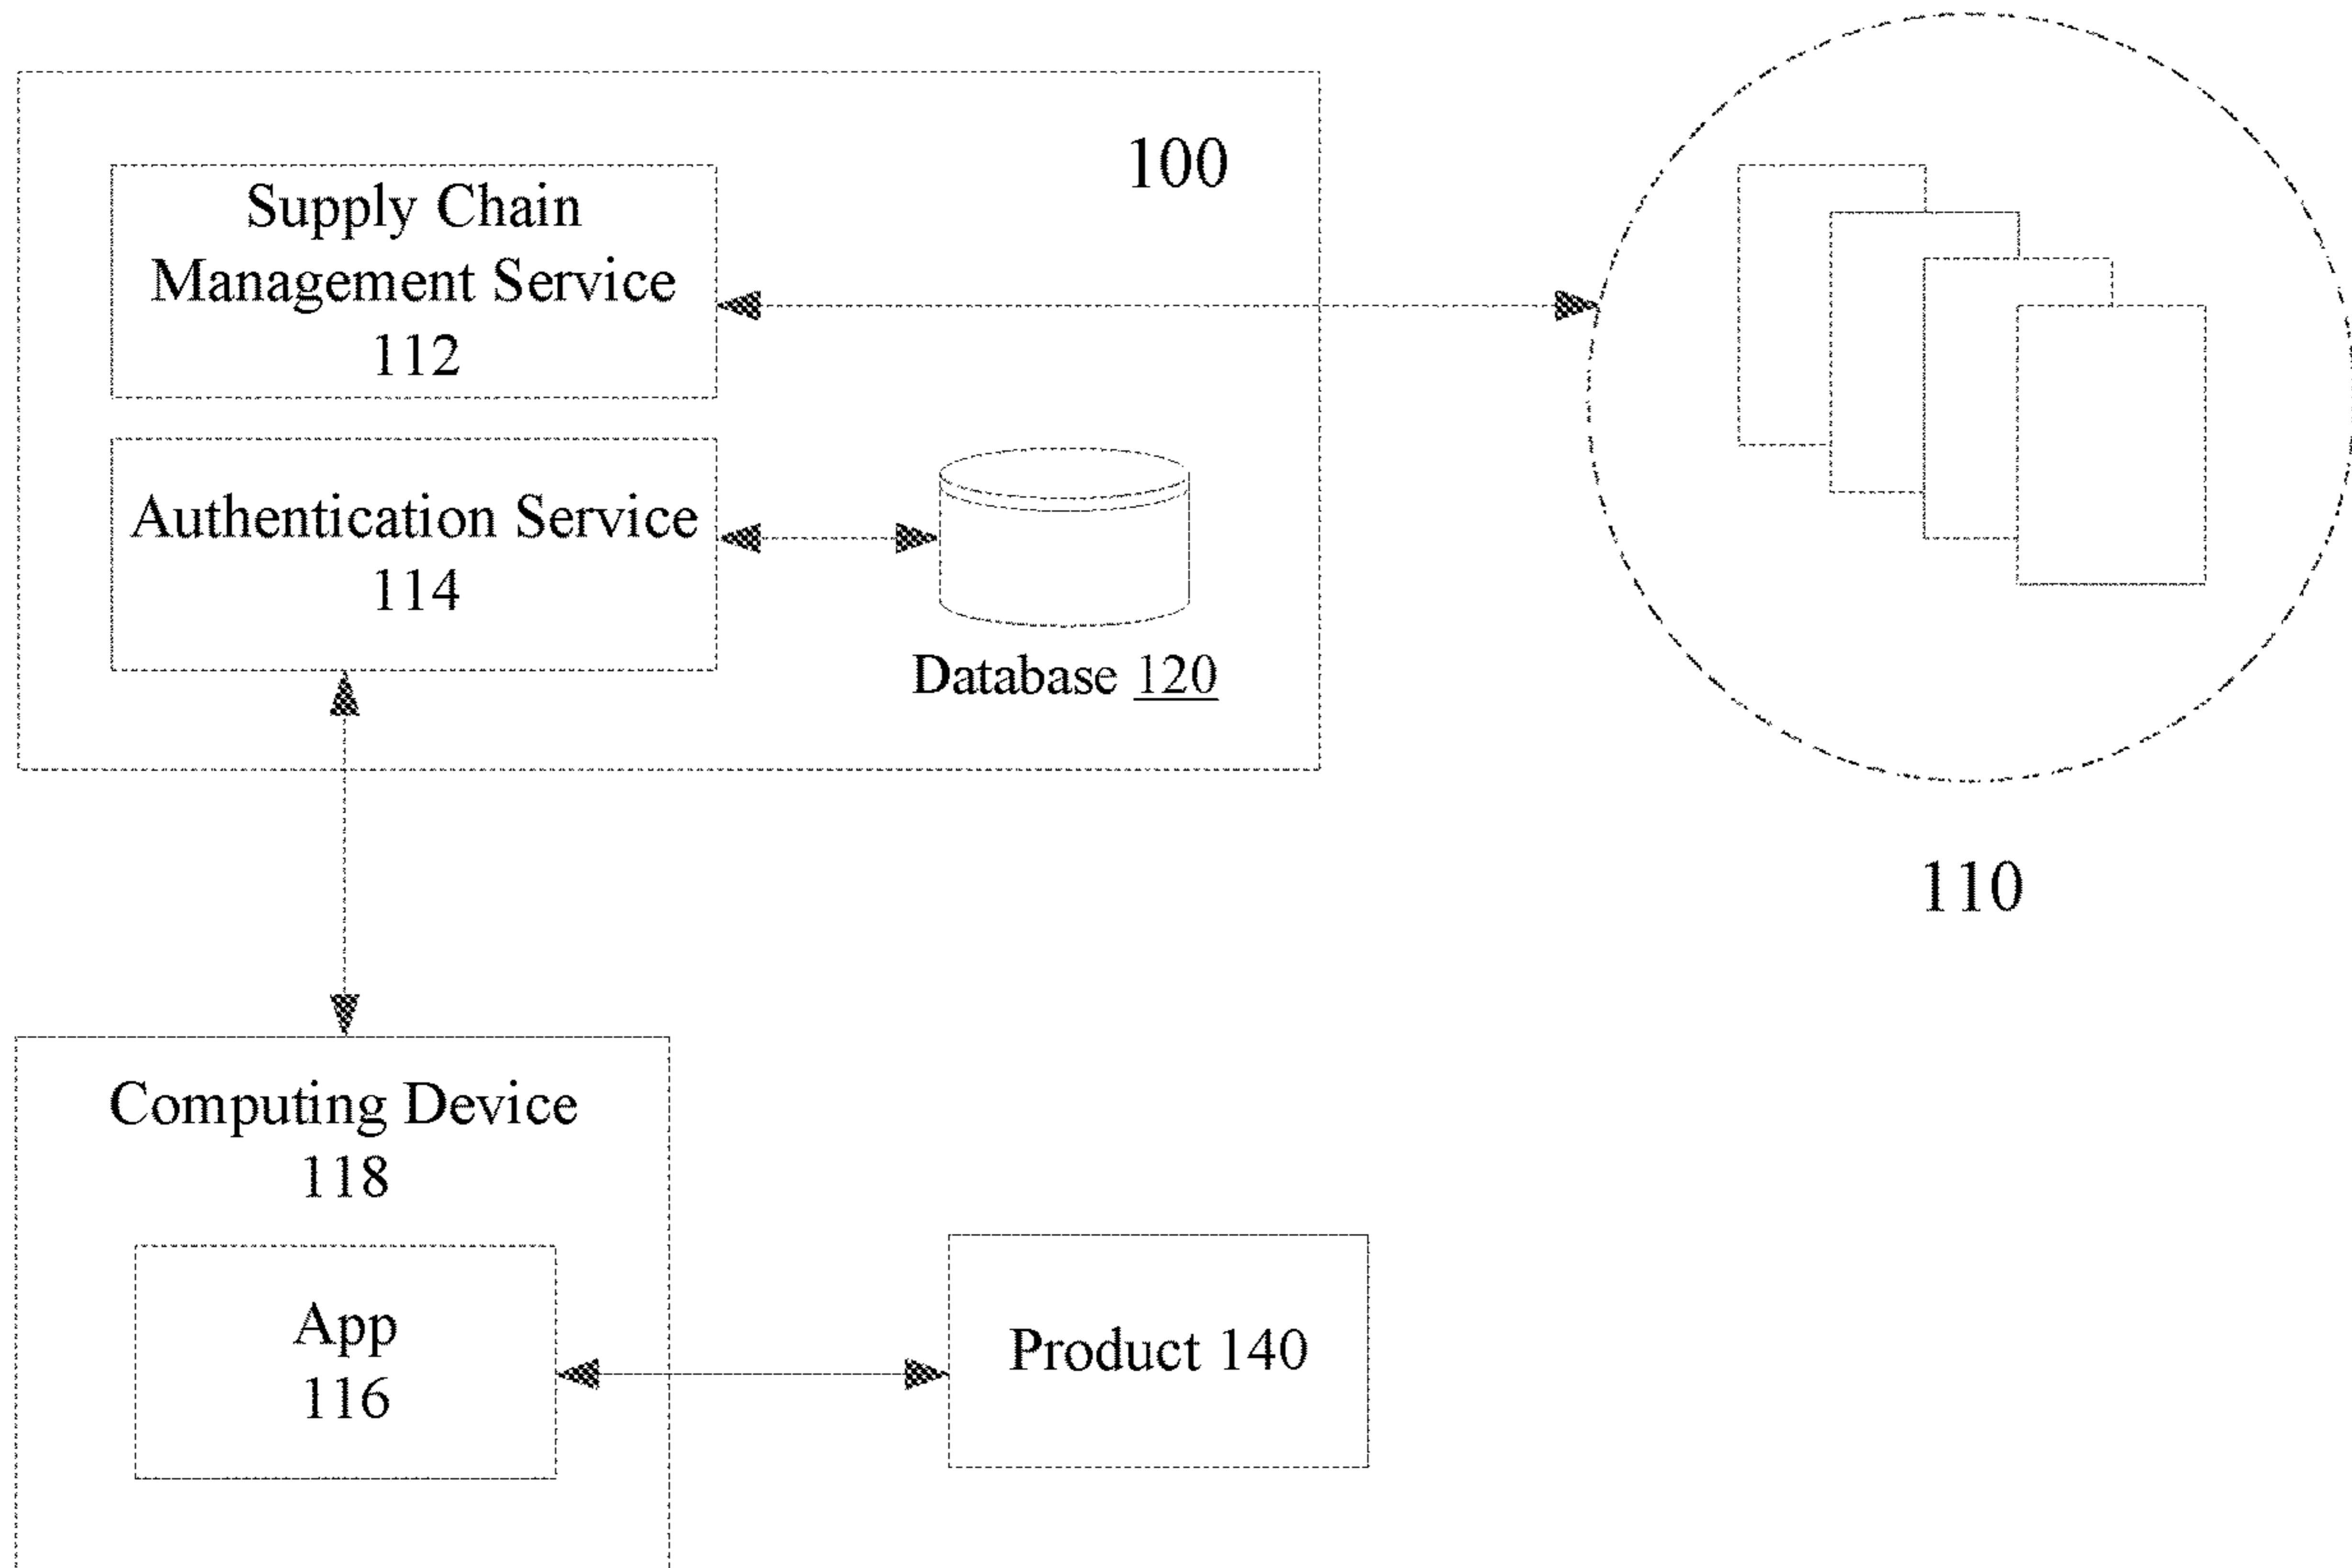 100
Supply Chain
Management Service
112
Authentication Service
114
Database 120
110
Computing Device
118
App
116
Product 140